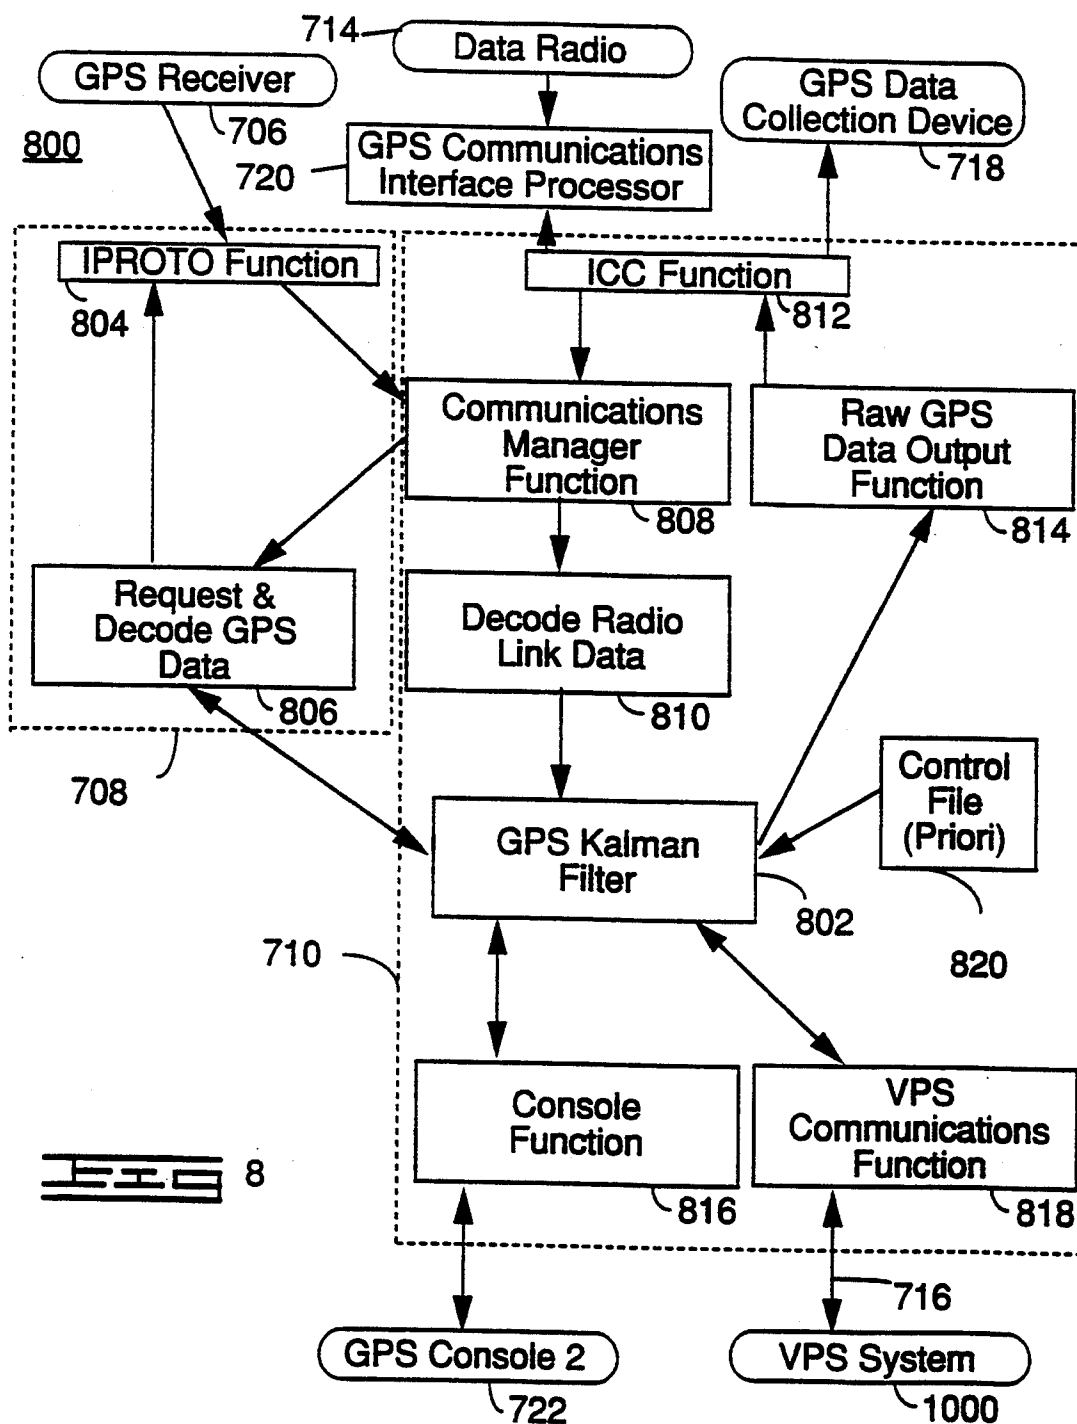 714
Data Radio
GPS Receiver
706
800
GPS Data
Collection Device
718
720
GPS Communications
Interface Processor
IPROTO Function
804
ICC Function
812
Communications
Manager
Function
808
Raw GPS
Data Output
Function
814
Request &
Decode GPS
Data
806
Decode Radio
Link Data
810
708
Control
File
(Priori)
820
GPS Kalman
Filter
802
710
Console
Function
816
VPS
Communications
Function
818
FIG 8
716
GPS Console 2
722
VPS System
1000